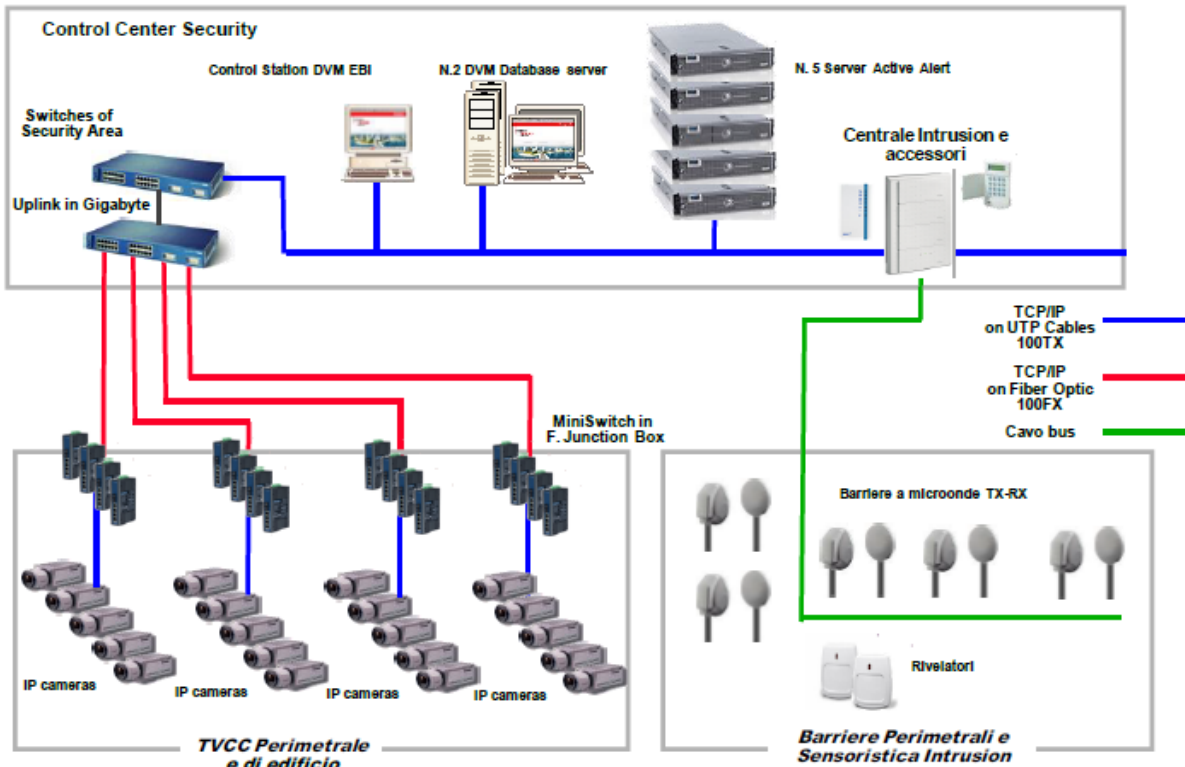 Control Center Security
Control Station DVM EBI
N.2 DVM Database server
N. 5 Server Active Alert
Switches of
Security Area
Centrale Intrusion e
accessori
Uplink in Gigabyte
TCP/IP
on UTP Cables
100TX
TCP/IP
on Fiber Optic
100FX
Cavo bus
MiniSwitch in
F. Junction Box
Barriere a microonde TX-RX
Rivelatori
IP cameras
IP cameras
IP cameras
IP cameras
TVCC Perimetrale
e di edificio
Barriere Perimetrali e
Sensoristica Intrusion